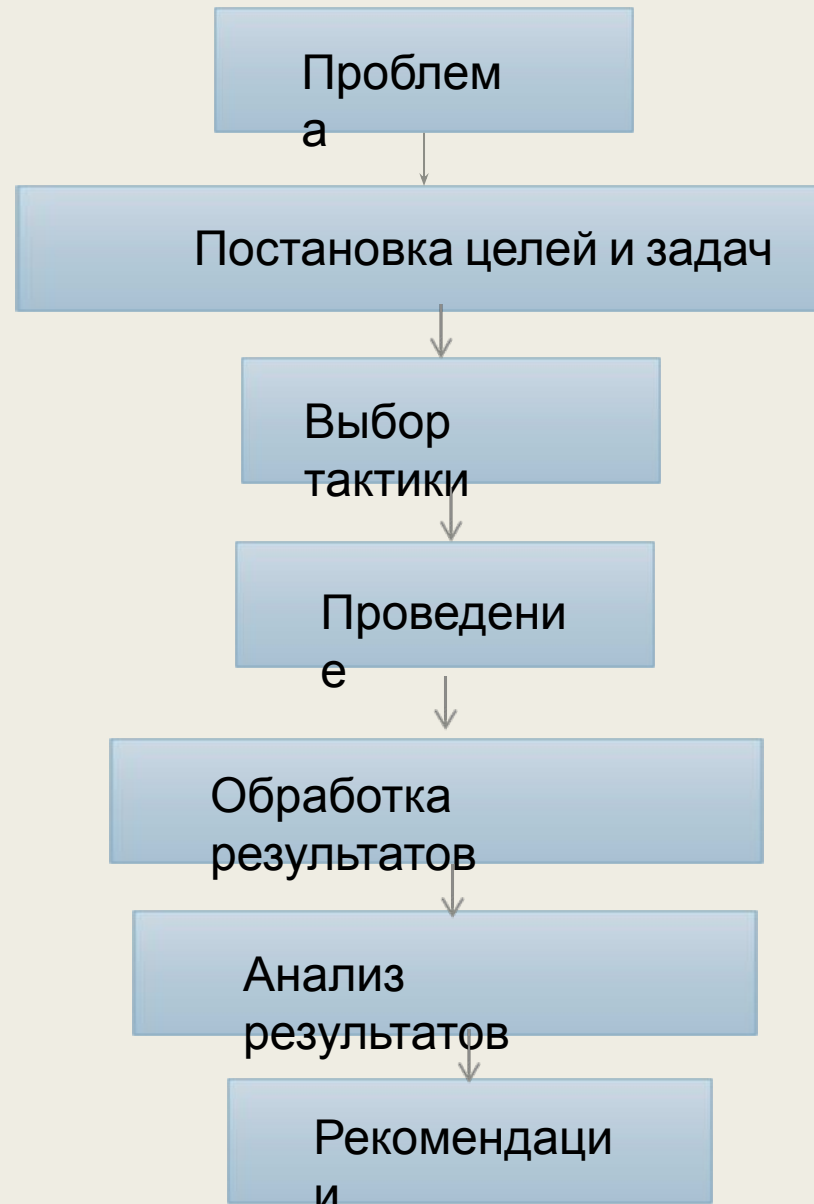 Проблем
а
Постановка целей и задач
Выбор
тактики
Проведени
е
Обработка
результатов
Анализ
результатов
Рекомендаци
и